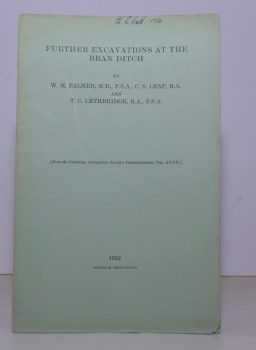 FURTHER EXCAVATIONS AT THE
BRAN DITCH
BY
W. M. PALMER, M.D., F.S.A., C. S. LEAF, B.A.
AND
T. C. LETHBRIDGE, B.A., F.S.A.
[From the Cambridge Antiquarian Society's Communications, Vol. XXXII.]
1932